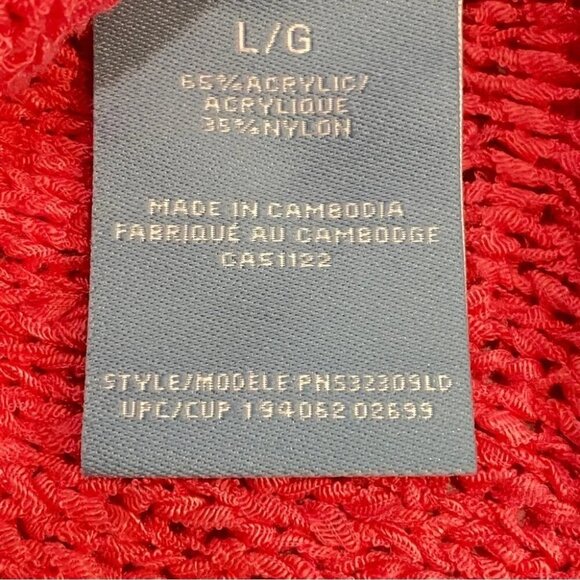 L/G
65% ACRYLIC/
ACRYLIQUE
35% NYLON
MADE IN CAMBODIA
FABRIQUÉ AU CAMBODGE
CA51122
STYLE/MODÈLE PNS32309LD
UPC/CUP 194062 02699